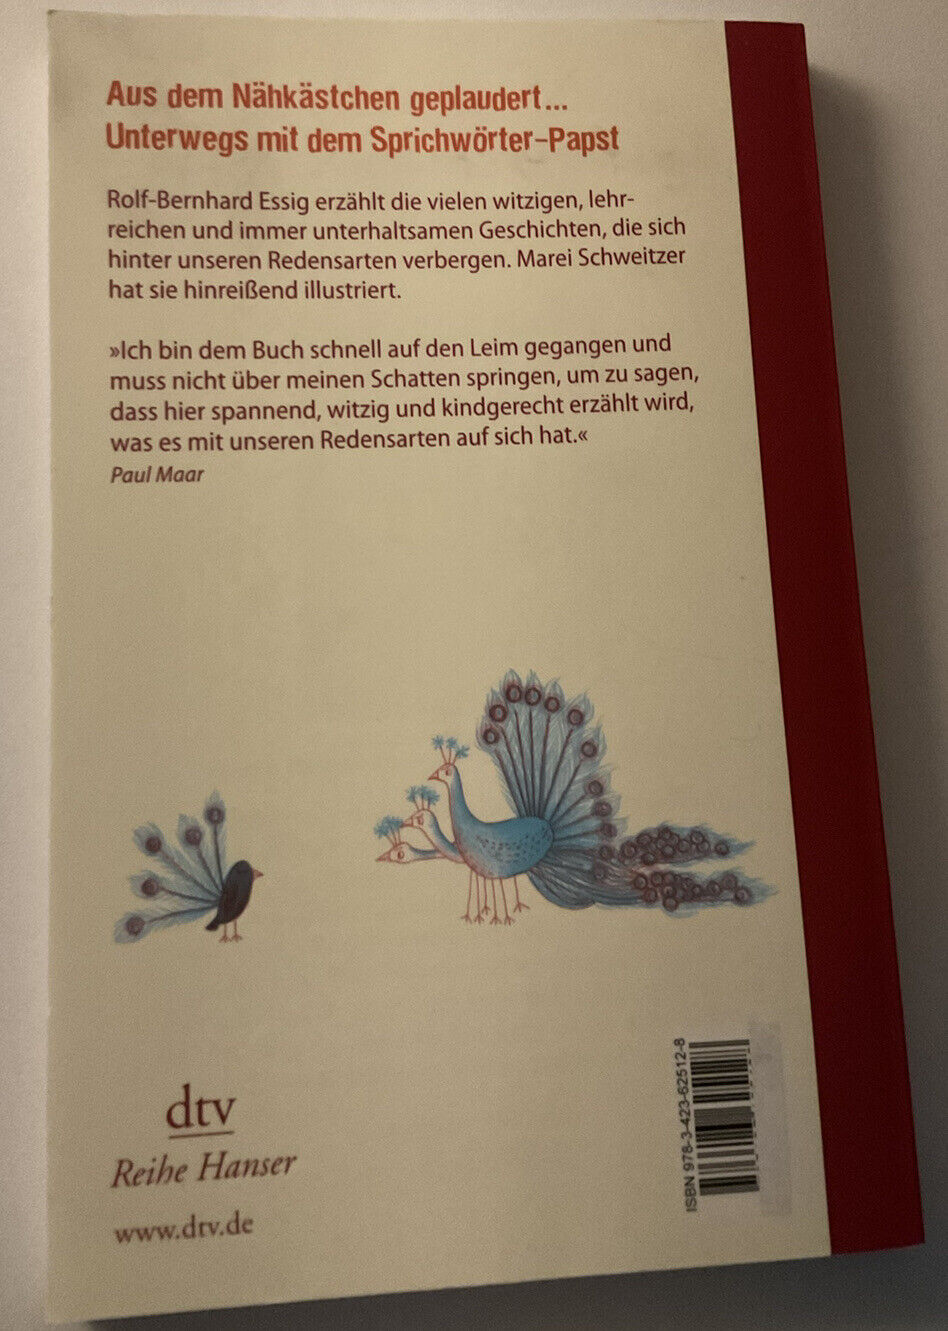 Aus dem Nähkästchen geplaudert...
Unterwegs mit dem Sprichwörter-Papst
Rolf-Bernhard Essig erzählt die vielen witzigen, lehr-
reichen und immer unterhaltsamen Geschichten, die sich
hinter unseren Redensarten verbergen. Marei Schweitzer
hat sie hinreißend illustriert.
»Ich bin dem Buch schnell auf den Leim gegangen und
muss nicht über meinen Schatten springen, um zu sagen,
dass hier spannend, witzig und kindgerecht erzählt wird,
was es mit unseren Redensarten auf sich hat.«
Paul Maar
dtv
Reihe Hanser
www.dtv.de
ISBN 978-3-423-62512-8